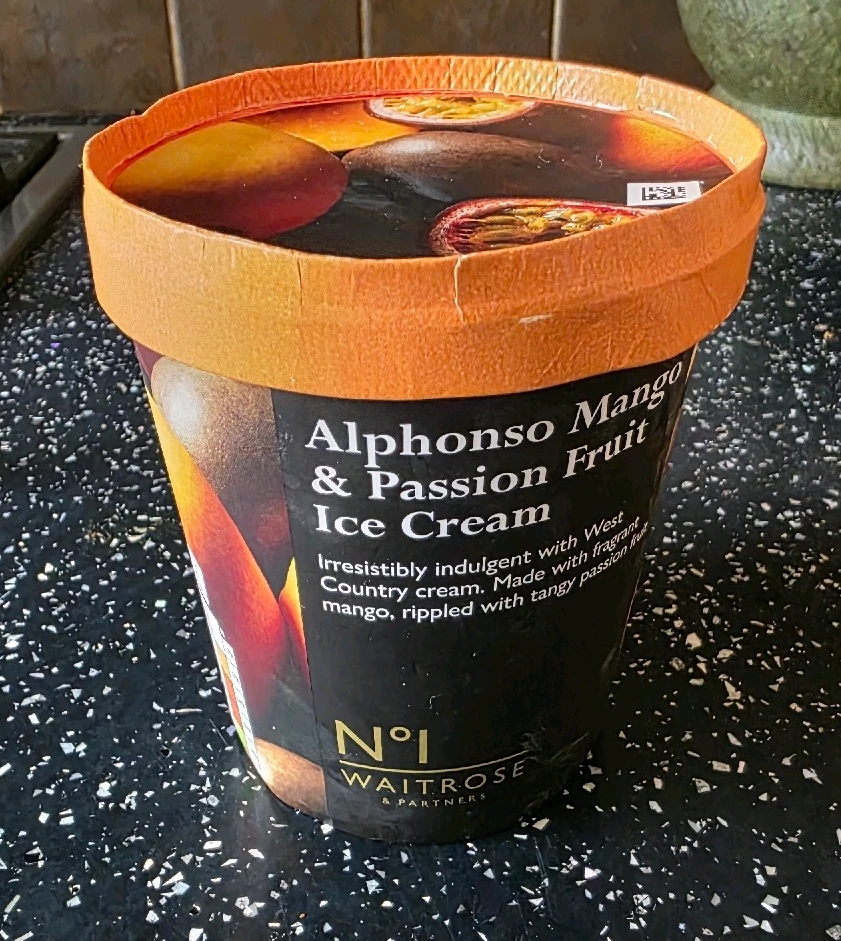 Alphonso Mango
& Passion Fruit
Ice Cream
Irresistibly indulgent with West
Country cream. Made with fragrant
mango, rippled with tangy passion fruit
Nº1
WAITROSE
& PARTNERS